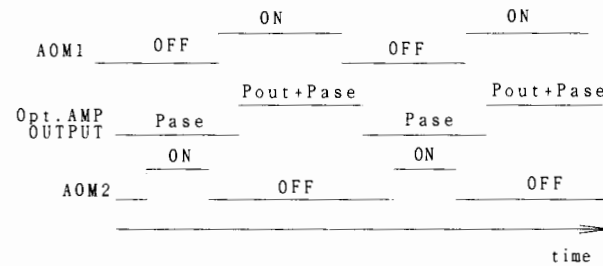 ON ON
AOM1 OFF OFF
Pout+Pase Pout+Pase
Opt.AMP
OUTPUT Pase Pase
ON ON
AOM2 OFF OFF
time